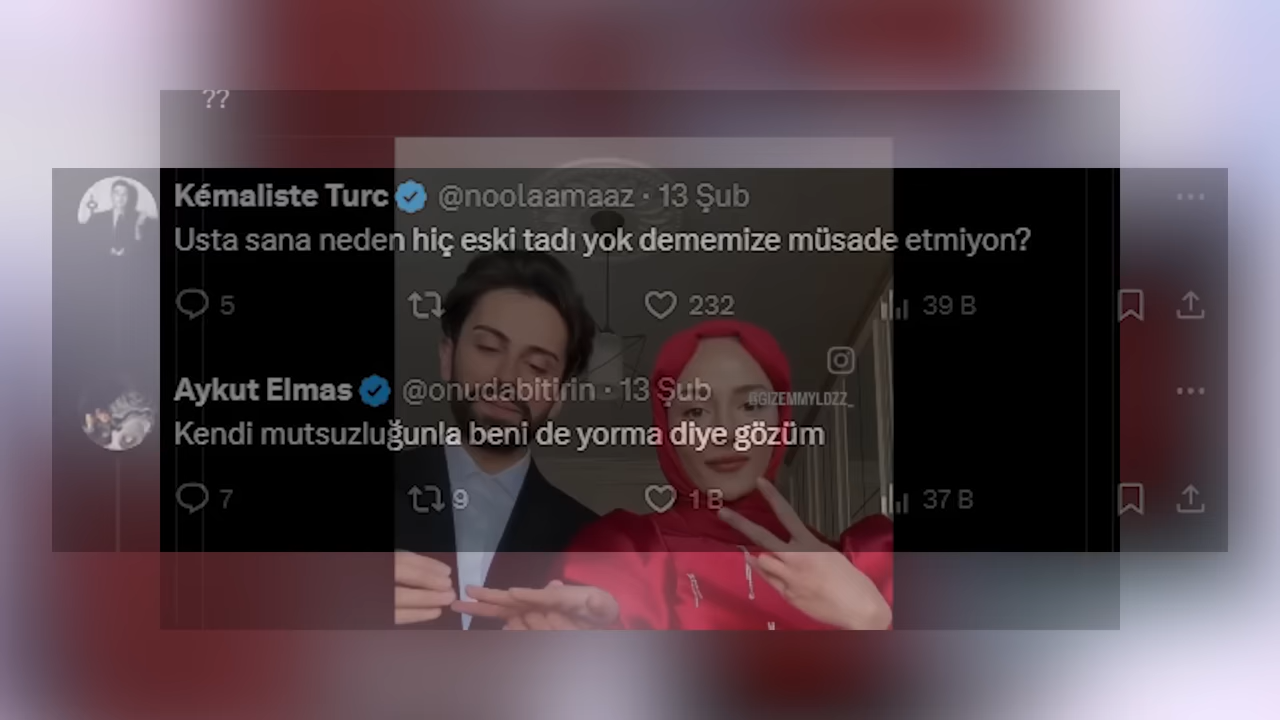 ??
Kémaliste Turc @noolaamaaz · 13 Şub
Usta sana neden hiç eski tadı yok dememize müsade etmiyon?
5 232 39 B
@GIZEMMYLDZZ_
Aykut Elmas @onudabitirin · 13 Şub
Kendi mutsuzluğunla beni de yorma diye gözüm
7 9 1 B 37 B